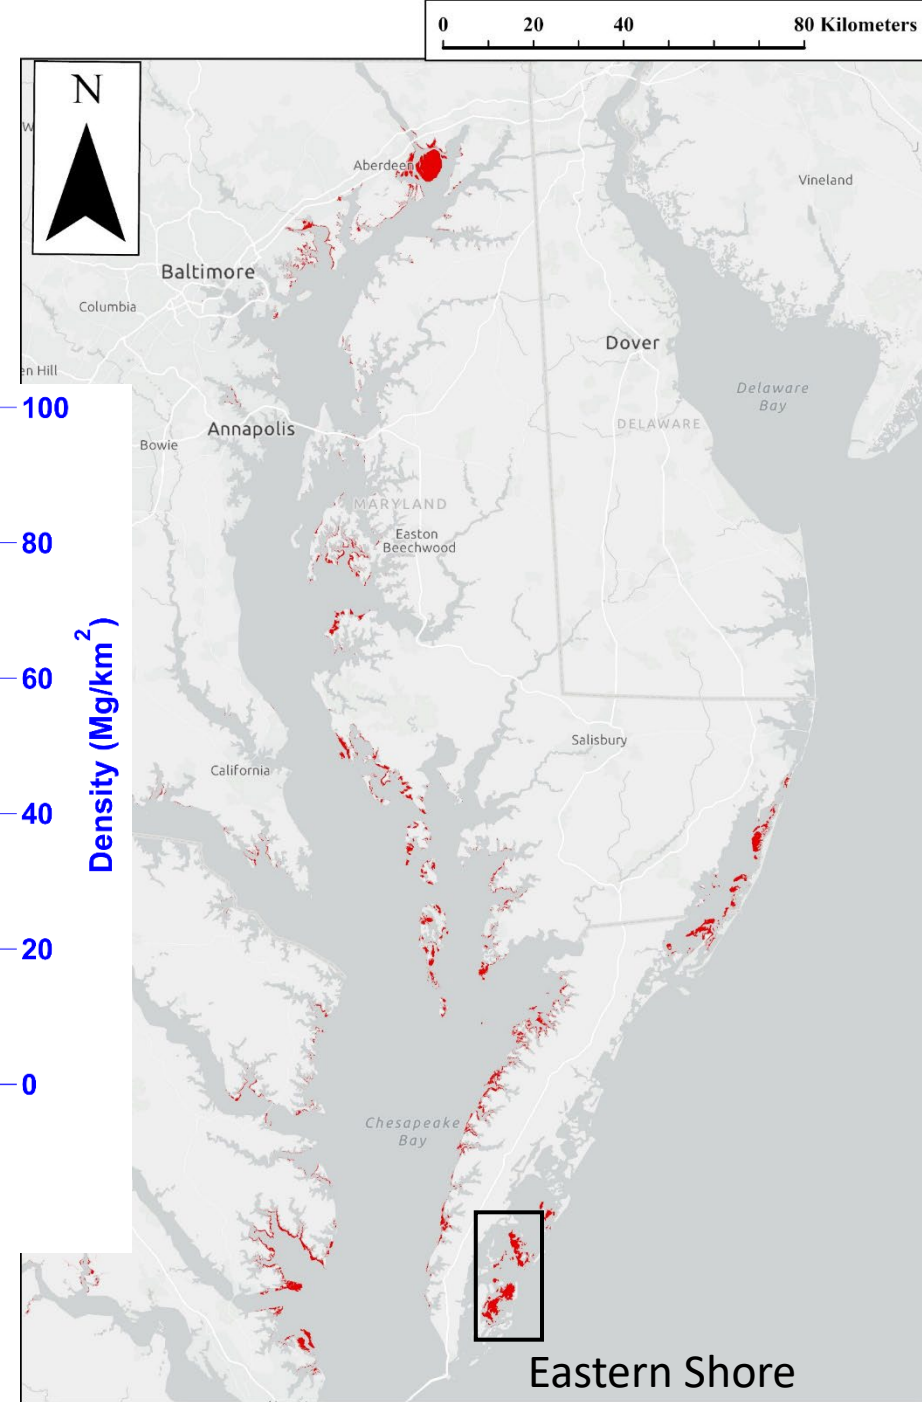 0 20 40 80 Kilometers
N
W
Aberdeen
Vineland
Baltimore
Columbia
Dover
en Hill
Delaware
Bay
100
Annapolis
DELAWARE
Bowie
MARYLAND
Easton
Beechwood
80
Density (Mg/km²)
60
Salisbury
California
40
20
0
Chesapeake
Bay
Eastern Shore